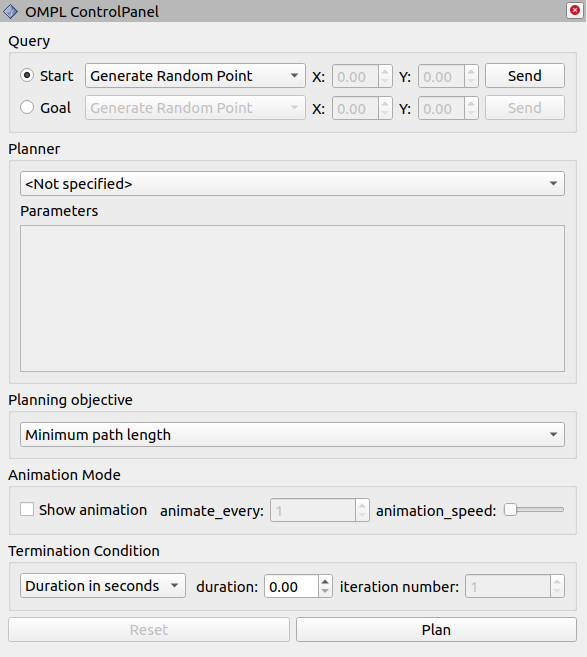 OMPL ControlPanel
Query
Start Generate Random Point X: 0.00 Y: 0.00 Send
Goal Generate Random Point X: 0.00 Y: 0.00 Send
Planner
<Not specified>
Parameters
Planning objective
Minimum path length
Animation Mode
Show animation animate_every: 1 animation_speed:
Termination Condition
Duration in seconds duration: 0.00 iteration number: 1
Reset Plan